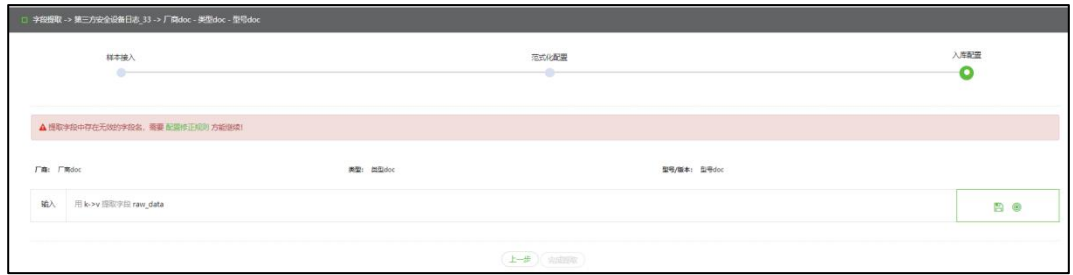 字段提取 -> 第三方安全设备日志_33 -> 厂商doc - 类型doc - 型号doc
样本接入
范式化配置
入库配置
提取字段中存在无效的字段名，需要 配置修正规则 方能继续!
厂商: 厂商doc
类型: 类型doc
型号/版本: 型号doc
输入
用 k->v 提取字段 raw_data
上一步
完成提取